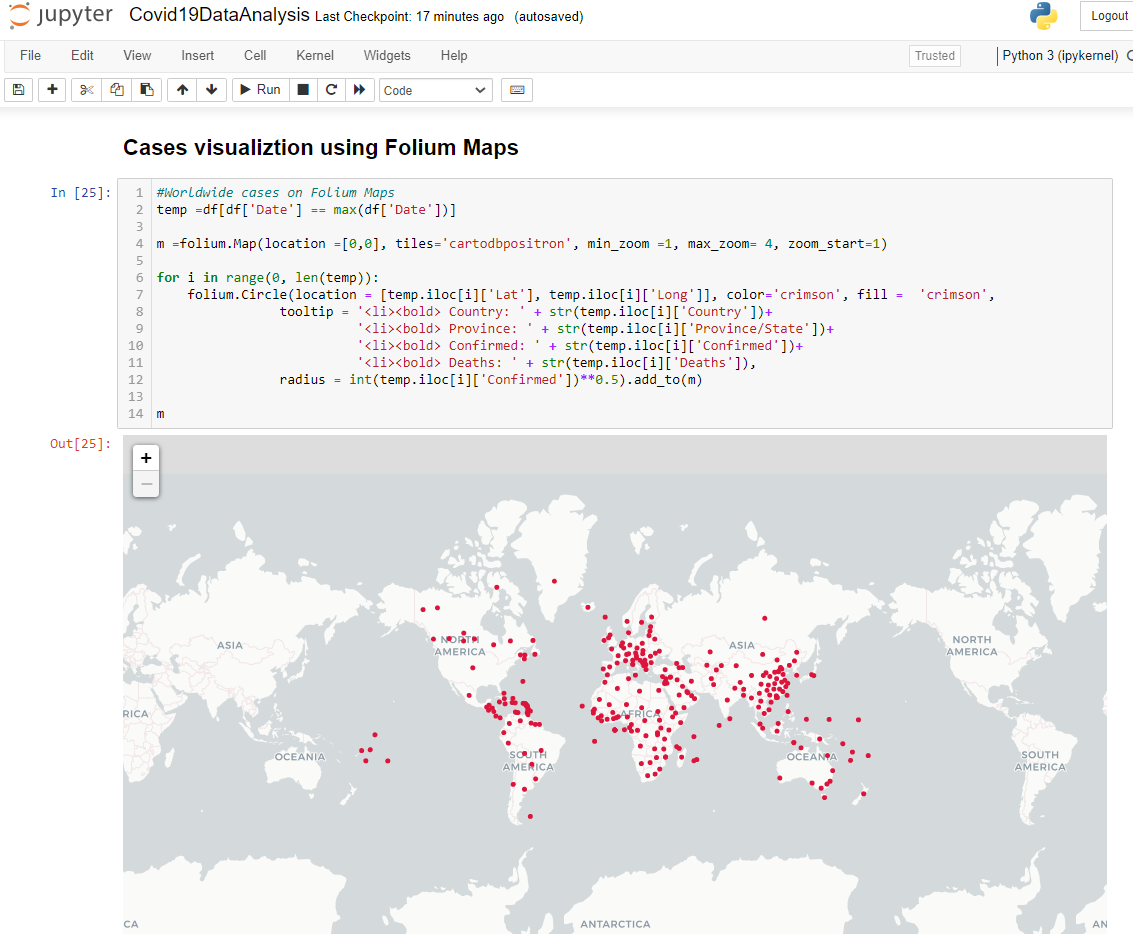 jupyter Covid19DataAnalysis Last Checkpoint: 17 minutes ago (autosaved)
Logout
File Edit View Insert Cell Kernel Widgets Help
Trusted
Python 3 (ipykernel)
Run
Code
Cases visualiztion using Folium Maps
In [25]:
1 #Worldwide cases on Folium Maps
2 temp =df[df['Date'] == max(df['Date'])]
3
4 m =folium.Map(location =[0,0], tiles='cartodbpositron', min_zoom =1, max_zoom= 4, zoom_start=1)
5
6 for i in range(0, len(temp)):
7     folium.Circle(location = [temp.iloc[i]['Lat'], temp.iloc[i]['Long']], color='crimson', fill =  'crimson',
8                 tooltip = '<li><bold> Country: ' + str(temp.iloc[i]['Country'])+
9                           '<li><bold> Province: ' + str(temp.iloc[i]['Province/State'])+
10                           '<li><bold> Confirmed: ' + str(temp.iloc[i]['Confirmed'])+
11                           '<li><bold> Deaths:  ' + str(temp.iloc[i]['Deaths']),
12                 radius = int(temp.iloc[i]['Confirmed'])**0.5).add_to(m)
13
14 m
Out[25]:
+
−
ASIA
NORTH
AMERICA
ASIA
NORTH
AMERICA
RICA
AFRICA
OCEANIA
SOUTH
AMERICA
OCEANIA
SOUTH
AMERICA
CA
ANTARCTICA
AN